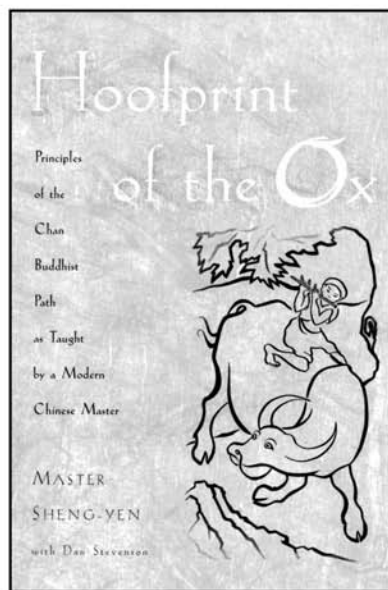 Hoofprint
of the Ox
Principles
of the
Chan
Buddhist
Path
as Taught
by a Modern
Chinese Master
MASTER
SHENG-YEN
with Dan Stevenson